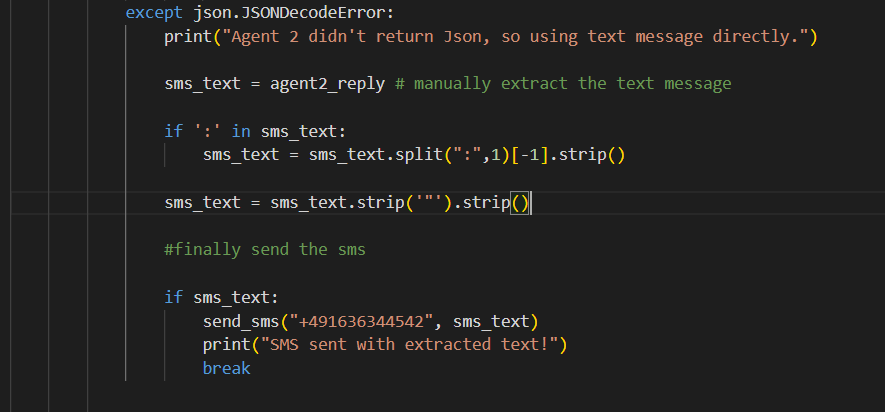 except json.JSONDecodeError:
print("Agent 2 didn't return Json, so using text message directly.")
sms_text = agent2_reply # manually extract the text message
if ':' in sms_text:
sms_text = sms_text.split(":",1)[-1].strip()
sms_text = sms_text.strip('"').strip()
#finally send the sms
if sms_text:
send_sms("+491636344542", sms_text)
print("SMS sent with extracted text!")
break